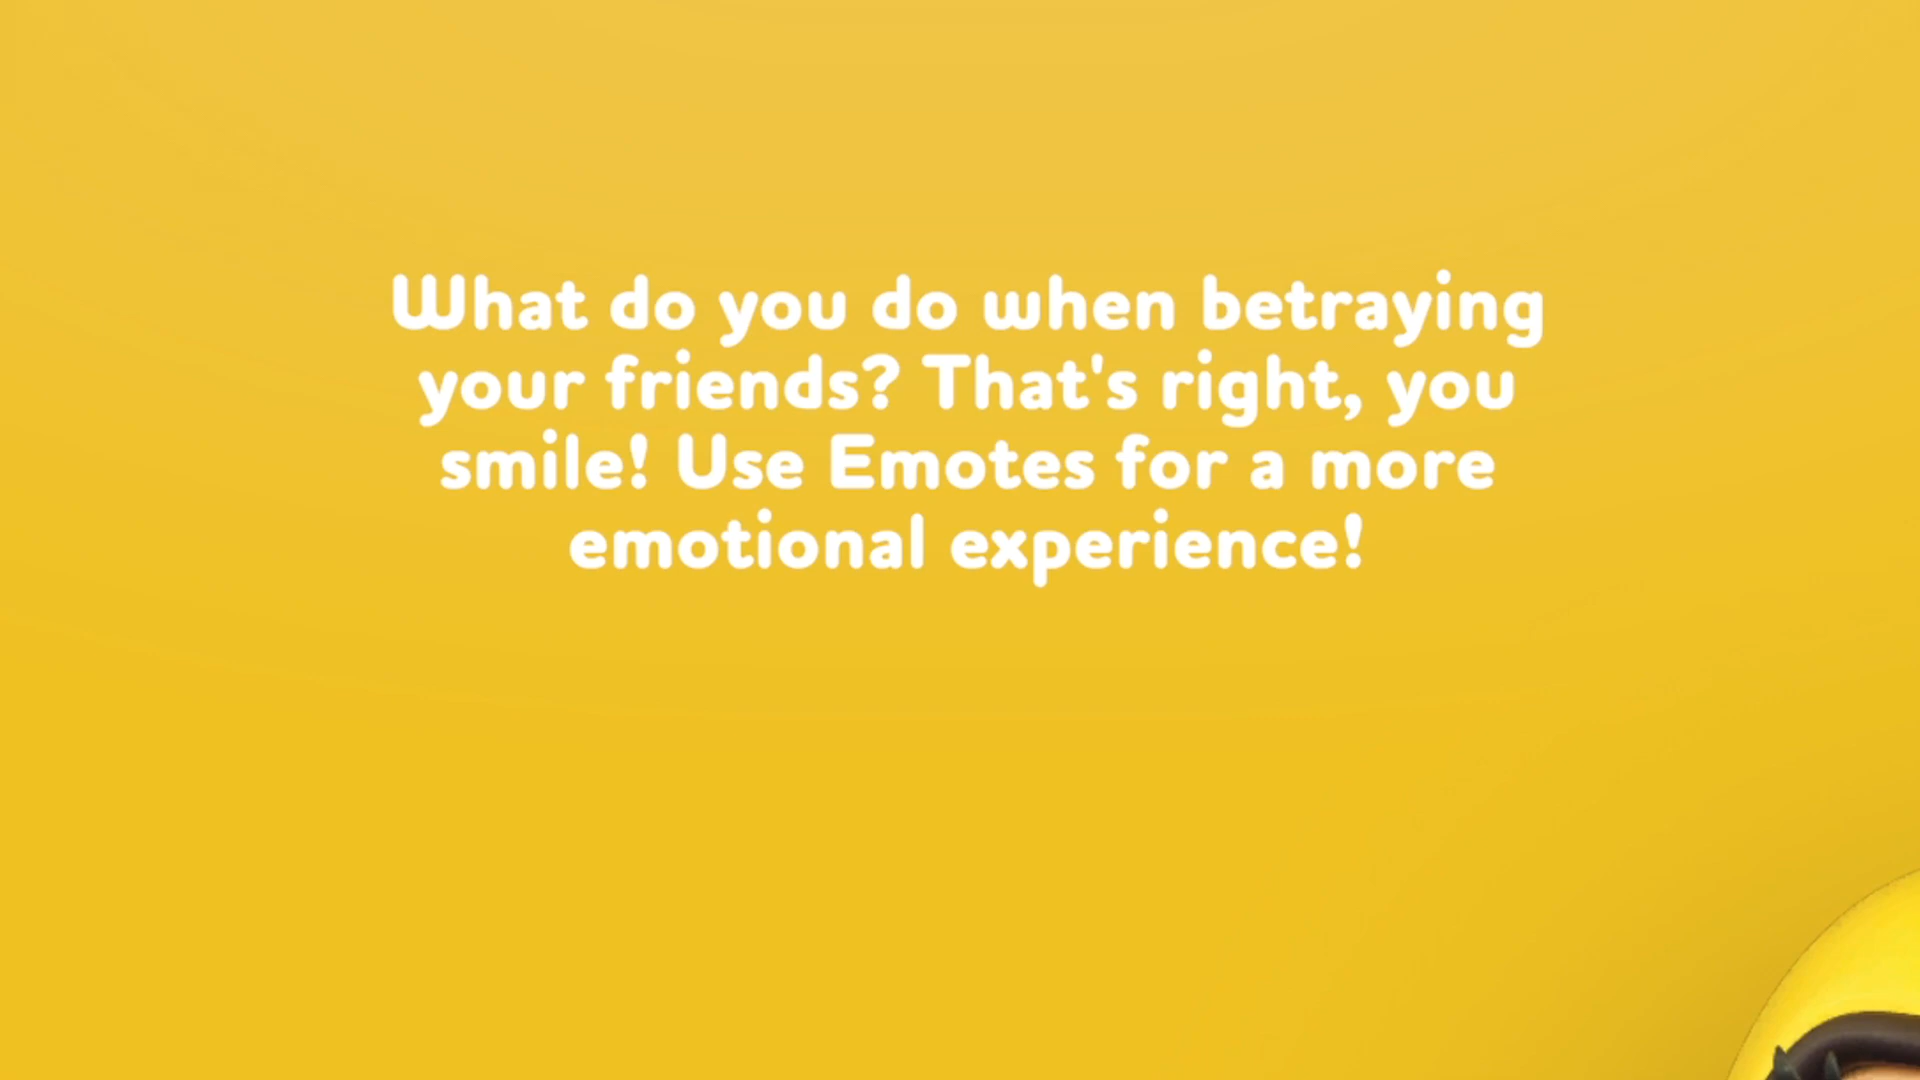 What do you do when betraying
your friends? That's right, you
smile! Use Emotes for a more
emotional experience!